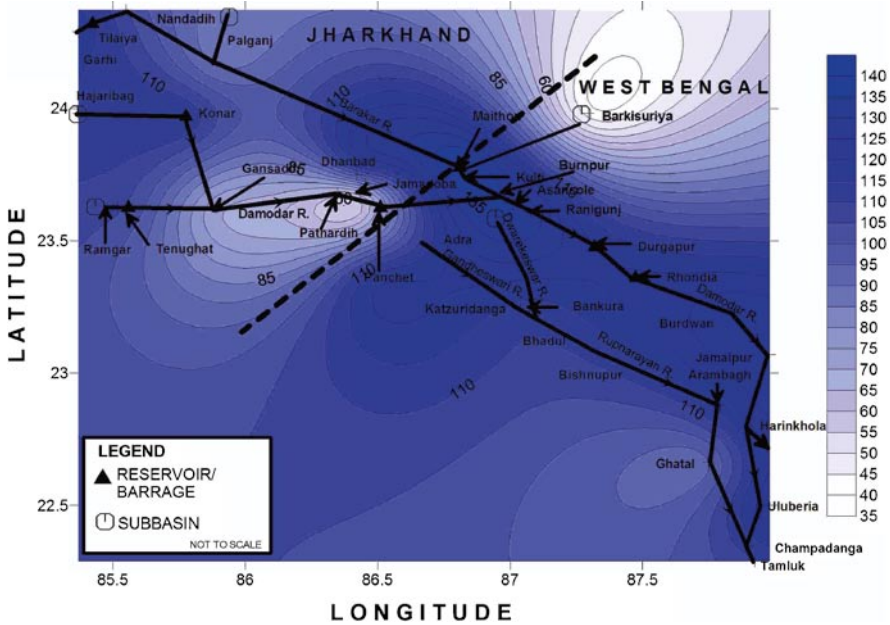 Nandadih
Tilaiya
Palganj
JHARKHAND
Garhi
110
110
85
60
WEST BENGAL
Hajaribag
24
Konar
Barakar R.
Maithon
Barkisuriya
Dhanbad
Burnpur
Gansadih
85
Jamadoba
Kulti
Asansole
Damodar R.
135
Ranigunj
LATITUDE
23.5
Ramgar
Tenughat
Pathardih
Adra
Dwarekeswar R.
Durgapur
85
110
Panchet
Gandheswari R.
Rhondia
Katzuridanga
Bankura
Damodar R.
Burdwan
Bhadul
Rupnarayan R.
Jamalpur
23
Bishnupur
Arambagh
110
110
Harinkhola
LEGEND
RESERVOIR/
BARRAGE
SUBBASIN
NOT TO SCALE
Ghatal
22.5
Uluberia
Champadanga
Tamluk
85.5 86 86.5 87 87.5
LONGITUDE
140
130
125
120
115
110
105
100
95
90
85
80
75
70
65
60
55
50
45
40
35